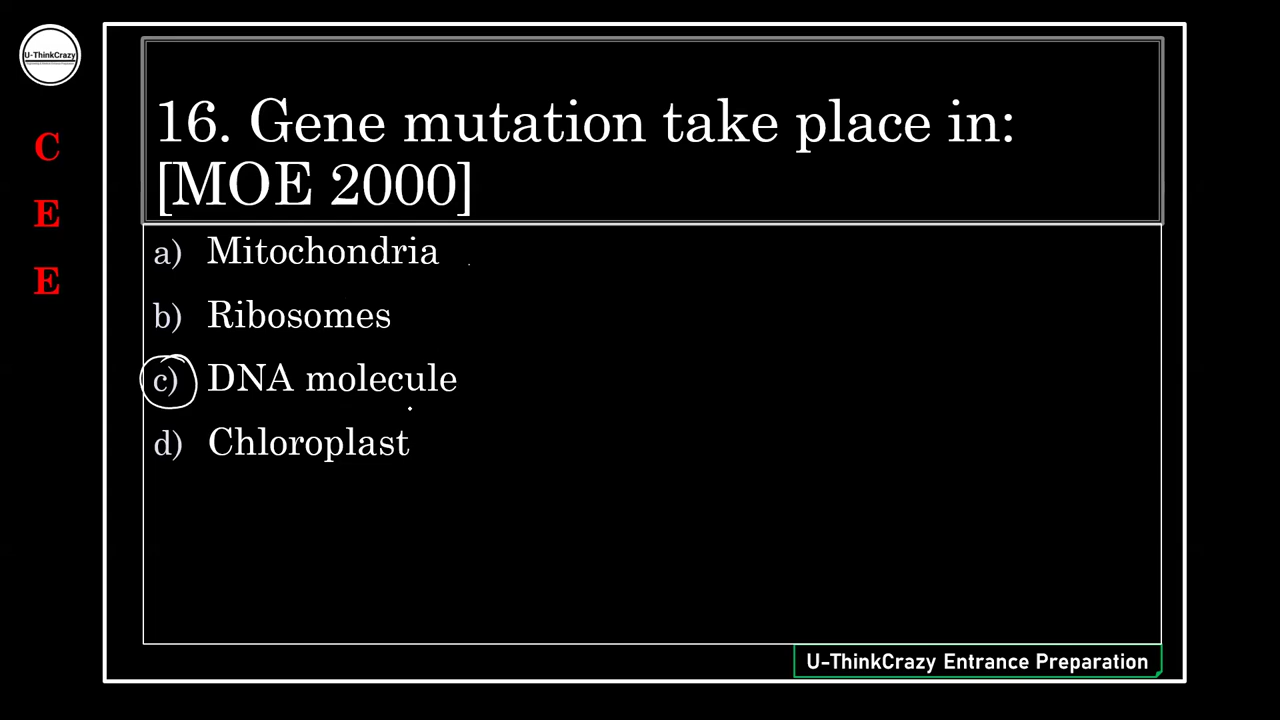 U-ThinkCrazy
C
E
E
16. Gene mutation take place in:
[MOE 2000]
a) Mitochondria
b) Ribosomes
c) DNA molecule
d) Chloroplast
U-ThinkCrazy Entrance Preparation